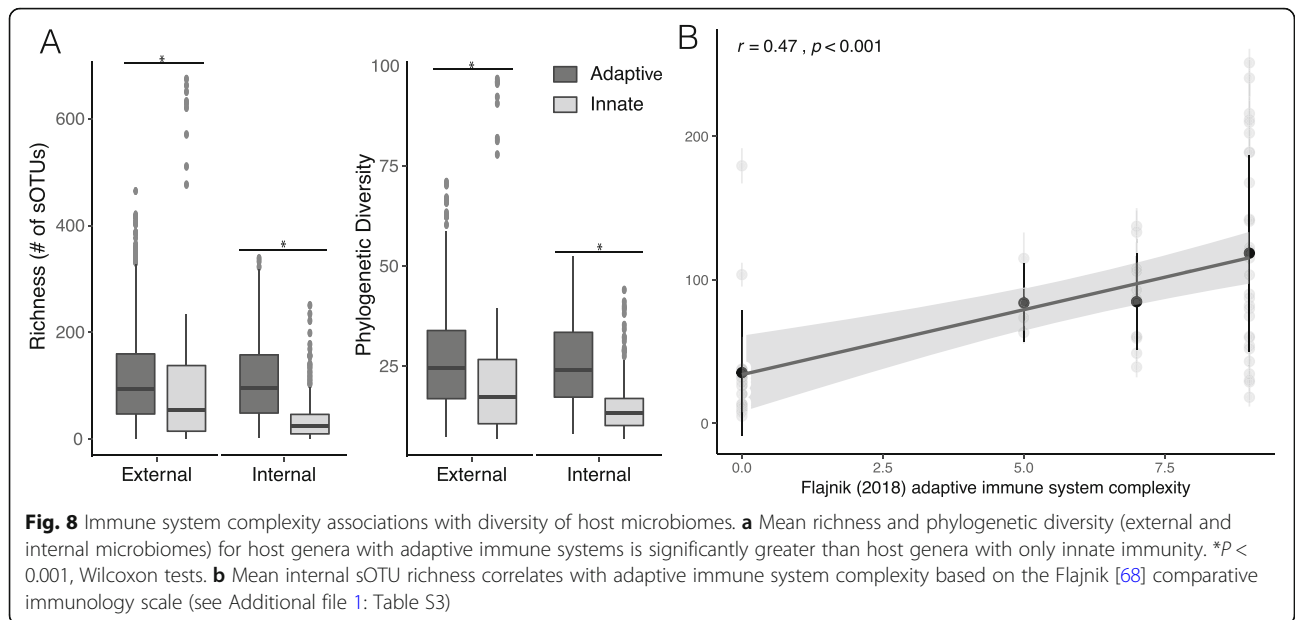 A
Richness (# of sOTUs)
600
400
200
0
*
*
External
Internal
Phylogenetic Diversity
100
75
50
25
*
*
External
Internal
Adaptive
Innate
B
r = 0.47 , p < 0.001
200
100
0
0.0
2.5
5.0
7.5
Flajnik (2018) adaptive immune system complexity
Fig. 8 Immune system complexity associations with diversity of host microbiomes. a Mean richness and phylogenetic diversity (external and
internal microbiomes) for host genera with adaptive immune systems is significantly greater than host genera with only innate immunity. *P <
0.001, Wilcoxon tests. b Mean internal sOTU richness correlates with adaptive immune system complexity based on the Flajnik [68] comparative
immunology scale (see Additional file 1: Table S3)